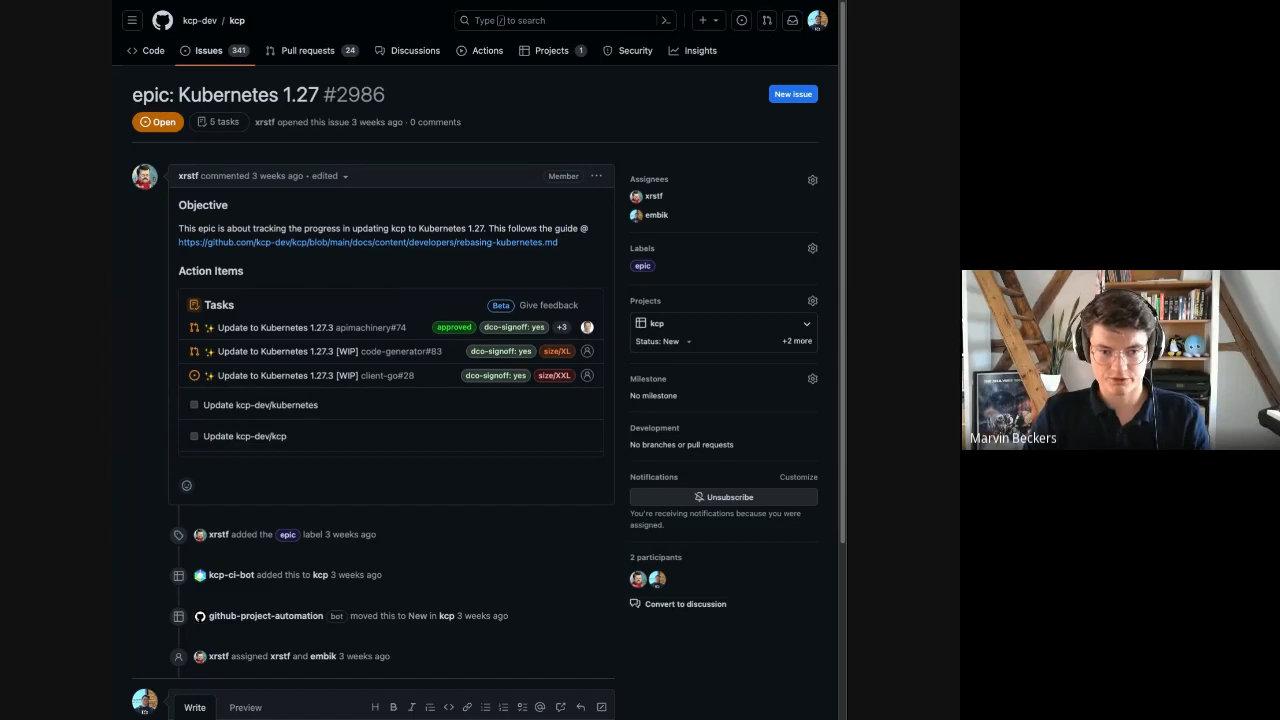 kcp-dev / kcp
Type / to search
Code
Issues 341
Pull requests 24
Discussions
Actions
Projects 1
Security
Insights
epic: Kubernetes 1.27 #2986
New issue
Open
5 tasks
xrstf opened this issue 3 weeks ago · 0 comments
xrstf commented 3 weeks ago · edited
Member
Objective
This epic is about tracking the progress in updating kcp to Kubernetes 1.27. This follows the guide @
https://github.com/kcp-dev/kcp/blob/main/docs/content/developers/rebasing-kubernetes.md
Action Items
Tasks
Beta Give feedback
Update to Kubernetes 1.27.3 apimachinery#74 approved dco-signoff: yes +3
Update to Kubernetes 1.27.3 [WIP] code-generator#83 dco-signoff: yes size/XL
Update to Kubernetes 1.27.3 [WIP] client-go#28 dco-signoff: yes size/XXL
Update kcp-dev/kubernetes
Update kcp-dev/kcp
xrstf added the epic label 3 weeks ago
kcp-ci-bot added this to kcp 3 weeks ago
github-project-automation bot moved this to New in kcp 3 weeks ago
xrstf assigned xrstf and embik 3 weeks ago
Write
Preview
Assignees
xrstf
embik
Labels
epic
Projects
kcp
Status: New
+2 more
Milestone
No milestone
Development
No branches or pull requests
Notifications
Customize
Unsubscribe
You're receiving notifications because you were
assigned.
2 participants
Convert to discussion
Marvin Beckers